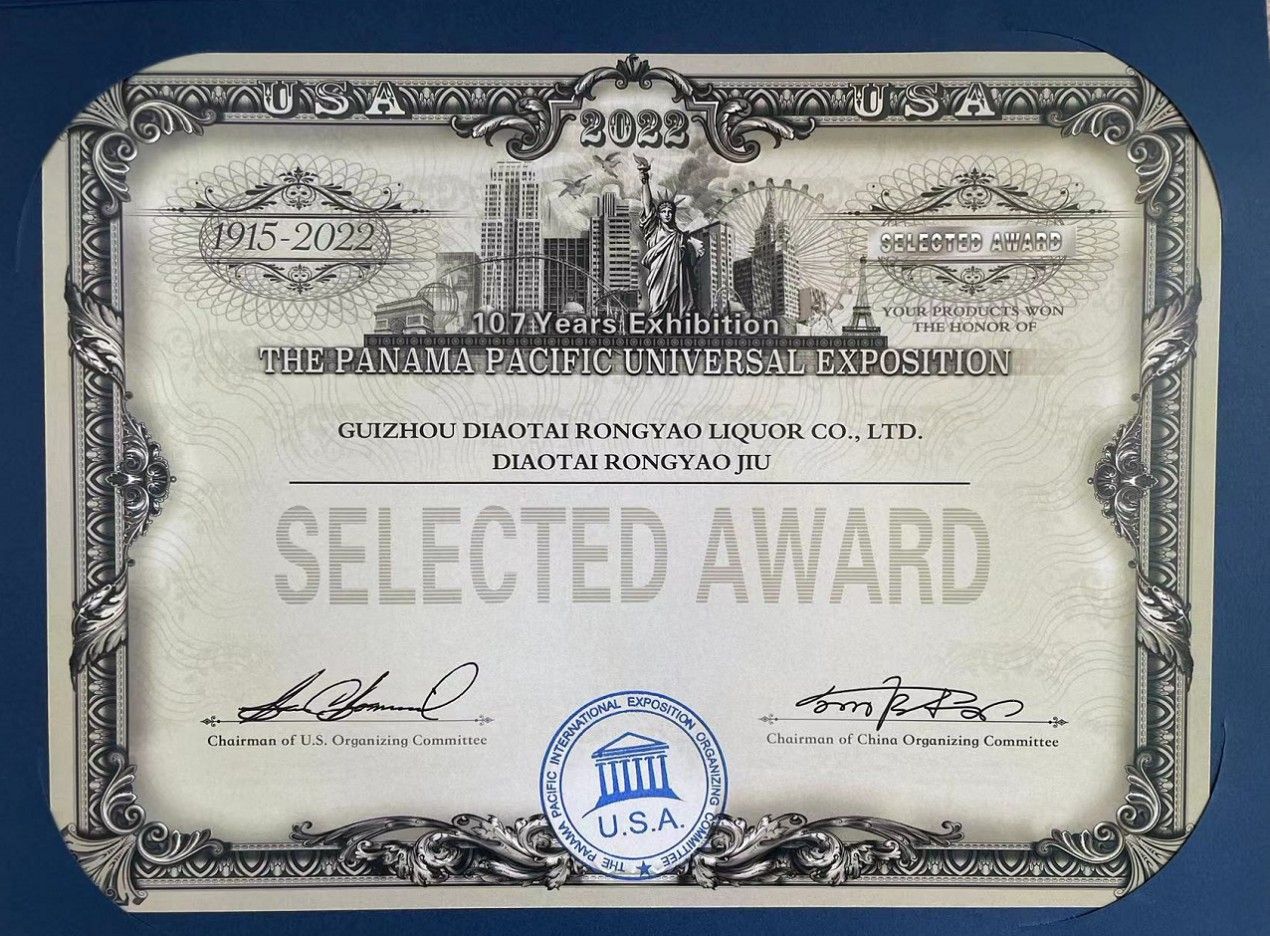 USA
USA
2022
1915-2022
SELECTED AWARD
YOUR PRODUCTS WON
THE HONOR OF
107 Years Exhibition
THE PANAMA PACIFIC UNIVERSAL EXPOSITION
GUIZHOU DIAOTAI RONGYAO LIQUOR CO., LTD.
DIAOTAI RONGYAO JIU
SELECTED AWARD
Chairman of U.S. Organizing Committee
Chairman of China Organizing Committee
THE PANAMA PACIFIC INTERNATIONAL EXPOSITION ORGANIZING COMMITTEE
U.S.A.